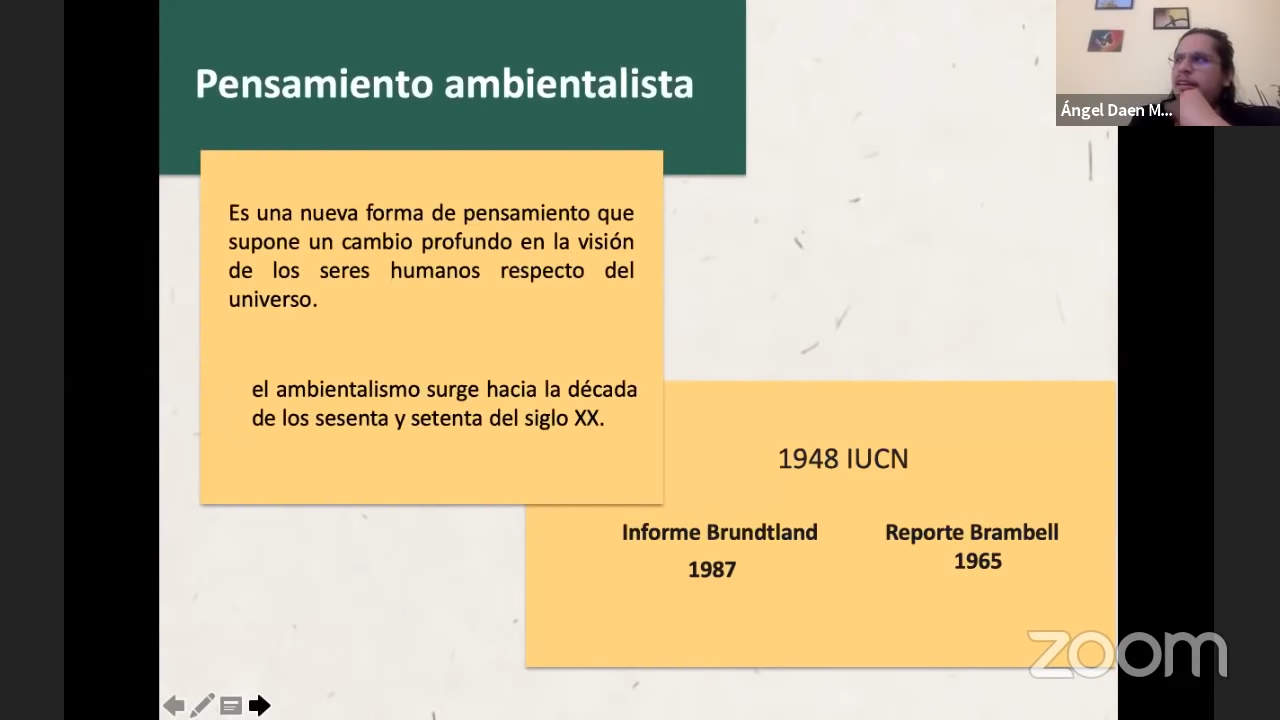 Pensamiento ambientalista
Ángel Daen M...
Es una nueva forma de pensamiento que
supone un cambio profundo en la visión
de los seres humanos respecto del
universo.
el ambientalismo surge hacia la década
de los sesenta y setenta del siglo XX.
1948 IUCN
Informe Brundtland
1987
Reporte Brambell
1965
zoom